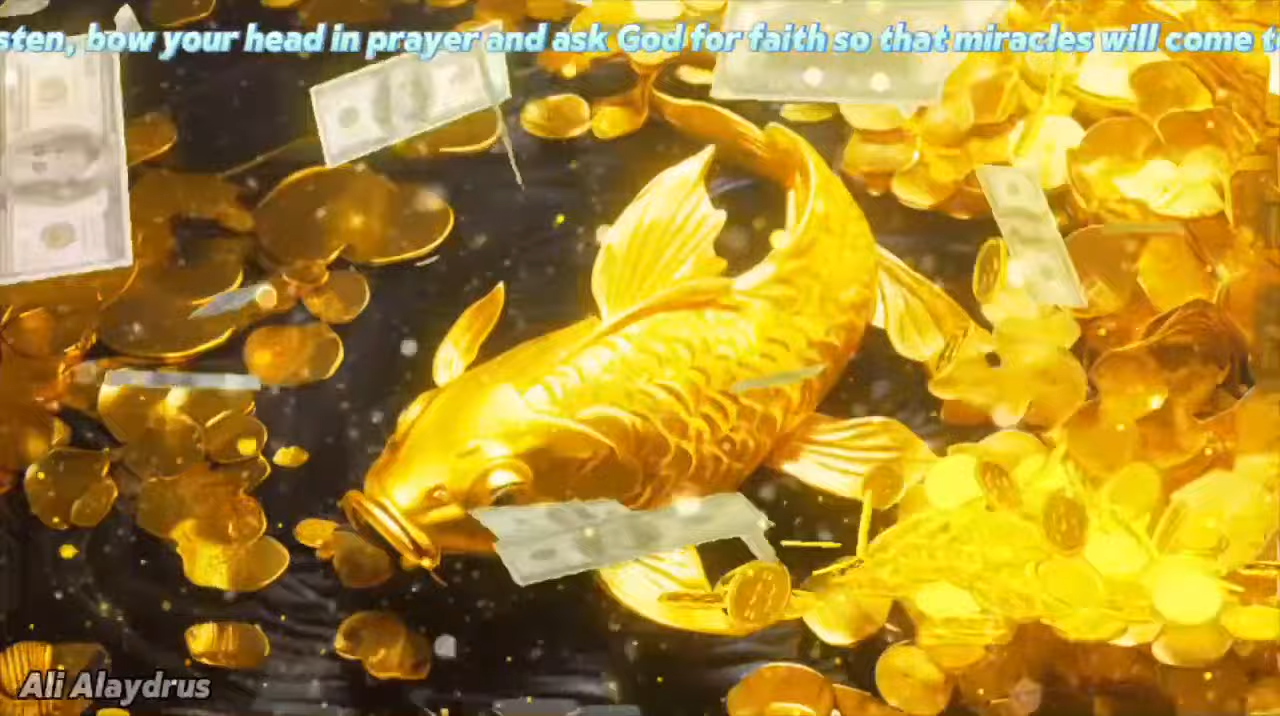 sten, bow your head in prayer and ask God for faith so that miracles will come t
Ali Alaydrus